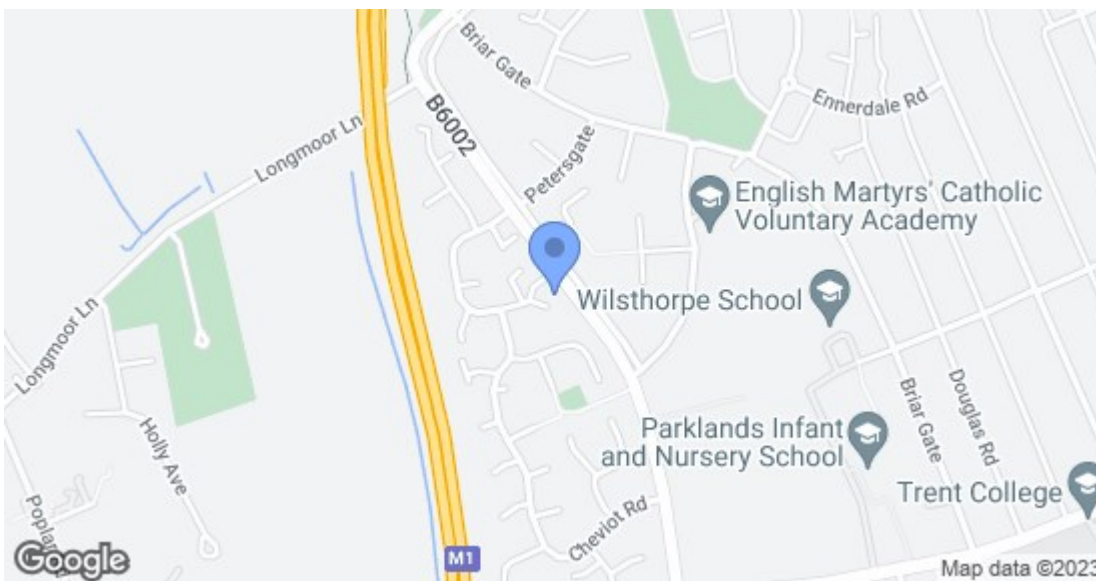 Briar Gate
Ennerdale Rd
B6002
Longmoor Ln
Petersgate
English Martyrs' Catholic
Voluntary Academy
Wilsthorpe School
Longmoor Ln
Holly Ave
Parklands Infant
and Nursery School
Briar Gate
Douglas Rd
Trent College
Cheviot Rd
M1
Google
Map data ©2023